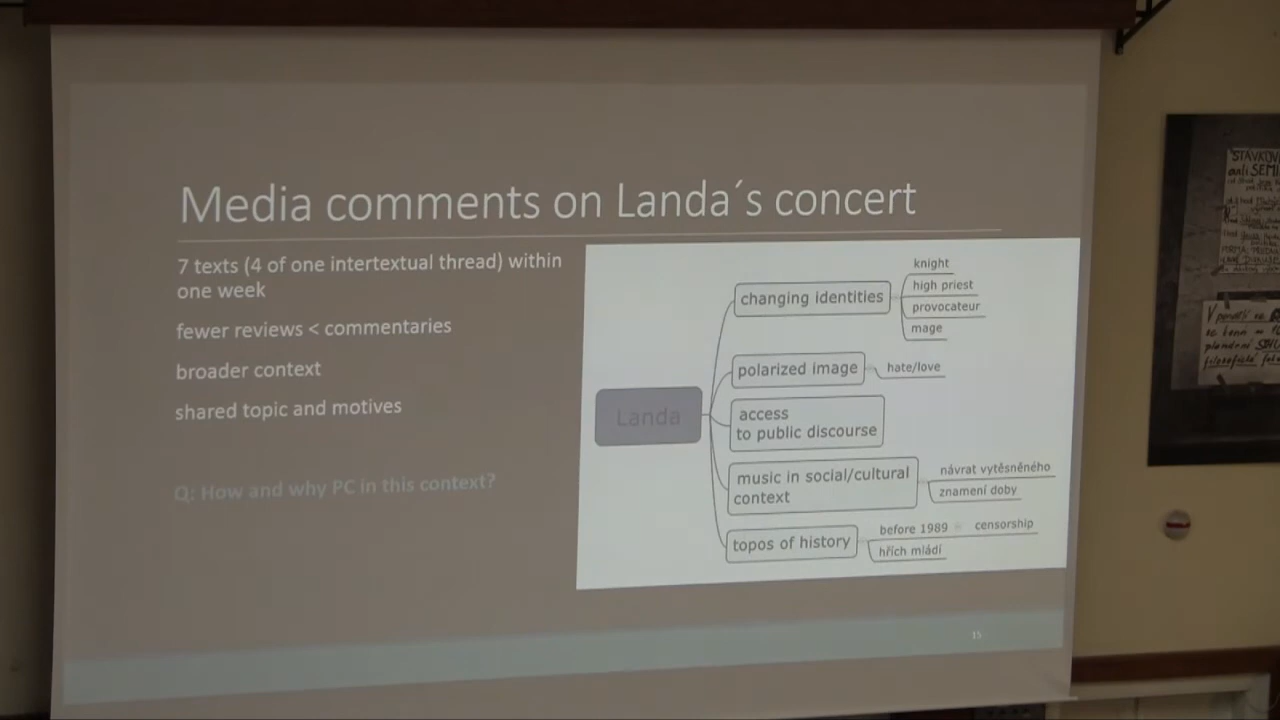 Media comments on Landa´s concert
7 texts (4 of one intertextual thread) within
one week
fewer reviews < commentaries
broader context
shared topic and motives
Q: How and why PC in this context?
Landa
changing identities
knight
high priest
provocateur
mage
polarized image
hate/love
access
to public discourse
music in social/cultural
context
návrat vytěsněného
znamení doby
topos of history
before 1989
censorship
hřích mládí
15